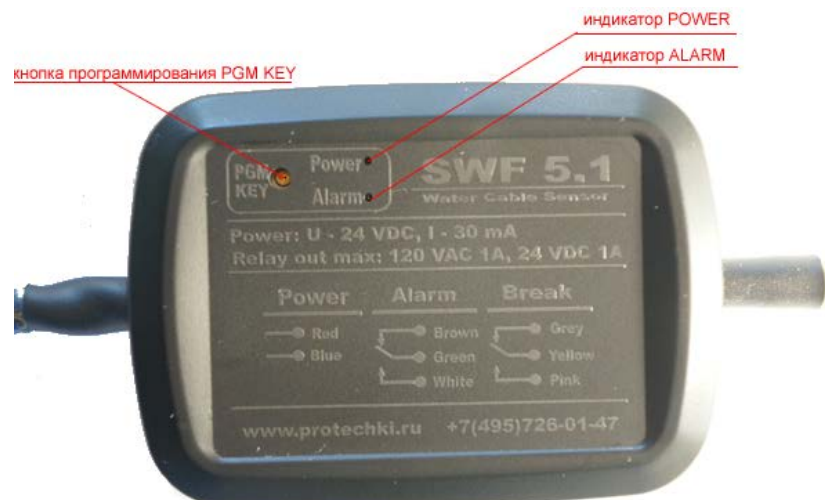 индикатор POWER
индикатор ALARM
кнопка программирования PGM KEY
PGM KEY
Power
Alarm
SWF 5.1
Water Cable Sensor
Power: U - 24 VDC, I - 30 mA
Relay out max: 120 VAC 1A, 24 VDC 1A
Power Alarm Break
Red Brown Grey
Blue Green Yellow
White Pink
www.protechki.ru +7(495)726-01-47